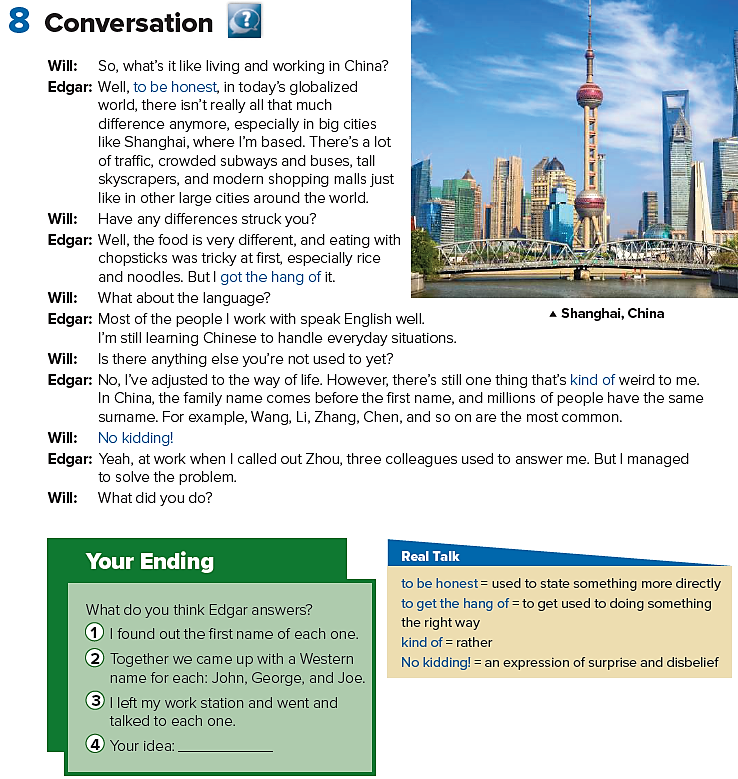 8 Conversation
Will: So, what's it like living and working in China?
Edgar: Well, to be honest, in today's globalized
world, there isn't really all that much
difference anymore, especially in big cities
like Shanghai, where I'm based. There's a lot
of traffic, crowded subways and buses, tall
skyscrapers, and modern shopping malls just
like in other large cities around the world.
Will: Have any differences struck you?
Edgar: Well, the food is very different, and eating with
chopsticks was tricky at first, especially rice
and noodles. But I got the hang of it.
Will: What about the language?
Edgar: Most of the people I work with speak English well.
I'm still learning Chinese to handle everyday situations.
Will: Is there anything else you're not used to yet?
Edgar: No, I've adjusted to the way of life. However, there's still one thing that's kind of weird to me.
In China, the family name comes before the first name, and millions of people have the same
surname. For example, Wang, Li, Zhang, Chen, and so on are the most common.
Will: No kidding!
Edgar: Yeah, at work when I called out Zhou, three colleagues used to answer me. But I managed
to solve the problem.
Will: What did you do?
▲ Shanghai, China
Your Ending
What do you think Edgar answers?
1 I found out the first name of each one.
2 Together we came up with a Western
name for each: John, George, and Joe.
3 I left my work station and went and
talked to each one.
4 Your idea: ____________
Real Talk
to be honest = used to state something more directly
to get the hang of = to get used to doing something
the right way
kind of = rather
No kidding! = an expression of surprise and disbelief